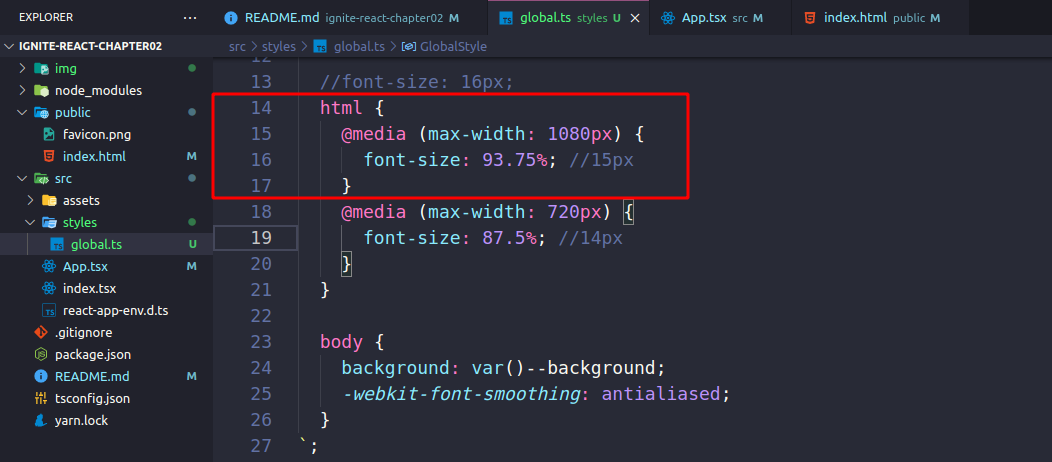 EXPLORER
···
README.md ignite-react-chapter02 M
global.ts styles U
App.tsx src M
index.html public M
IGNITE-REACT-CHAPTER02
img
node_modules
public
favicon.png
index.html M
src
assets
styles
global.ts U
App.tsx M
index.tsx
react-app-env.d.ts
.gitignore
package.json
README.md M
tsconfig.json
yarn.lock
src > styles > TS global.ts > GlobalStyle
12
13 //font-size: 16px;
14 html {
15 @media (max-width: 1080px) {
16 font-size: 93.75%; //15px
17 }
18 @media (max-width: 720px) {
19 font-size: 87.5%; //14px
20 }
21 }
22
23 body {
24 background: var()--background;
25 -webkit-font-smoothing: antialiased;
26 }
27 `;